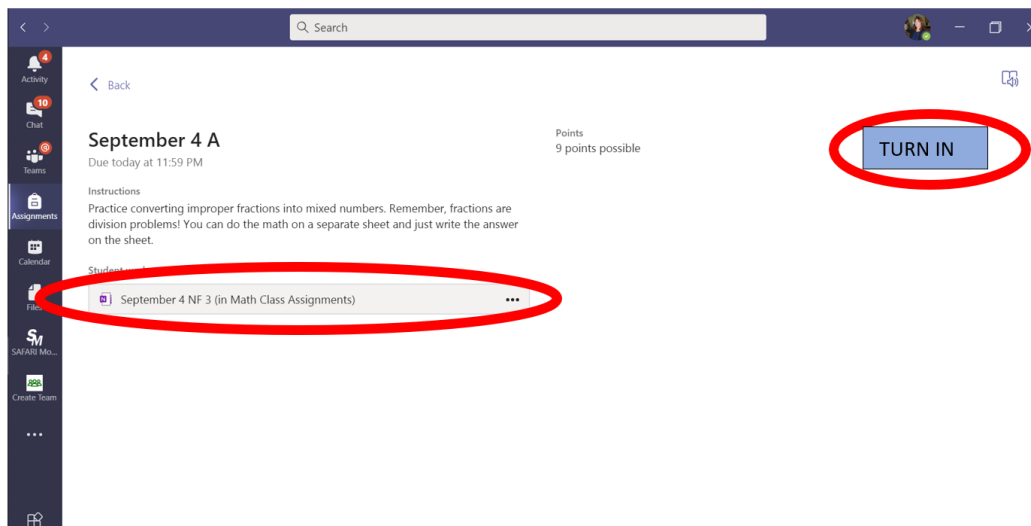 Search
4
Activity
10
Chat
@
Teams
Assignments
Calendar
Files
SM
SAFARI Mo...
Create Team
Back
September 4 A
Due today at 11:59 PM
Instructions
Practice converting improper fractions into mixed numbers. Remember, fractions are
division problems! You can do the math on a separate sheet and just write the answer
on the sheet.
Student
September 4 NF 3 (in Math Class Assignments)
Points
9 points possible
TURN IN